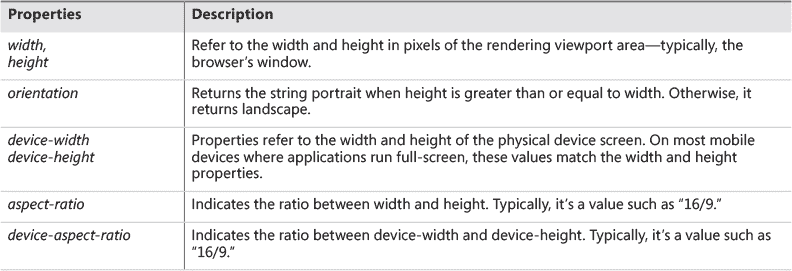 Properties Description
width, Refer to the width and height in pixels of the rendering viewport area—typically, the
height browser's window.
orientation Returns the string portrait when height is greater than or equal to width. Otherwise, it
returns landscape.
device-width Properties refer to the width and height of the physical device screen. On most mobile
device-height devices where applications run full-screen, these values match the width and height
properties.
aspect-ratio Indicates the ratio between width and height. Typically, it's a value such as “16/9.”
device-aspect-ratio Indicates the ratio between device-width and device-height. Typically, it's a value such as
“16/9.”